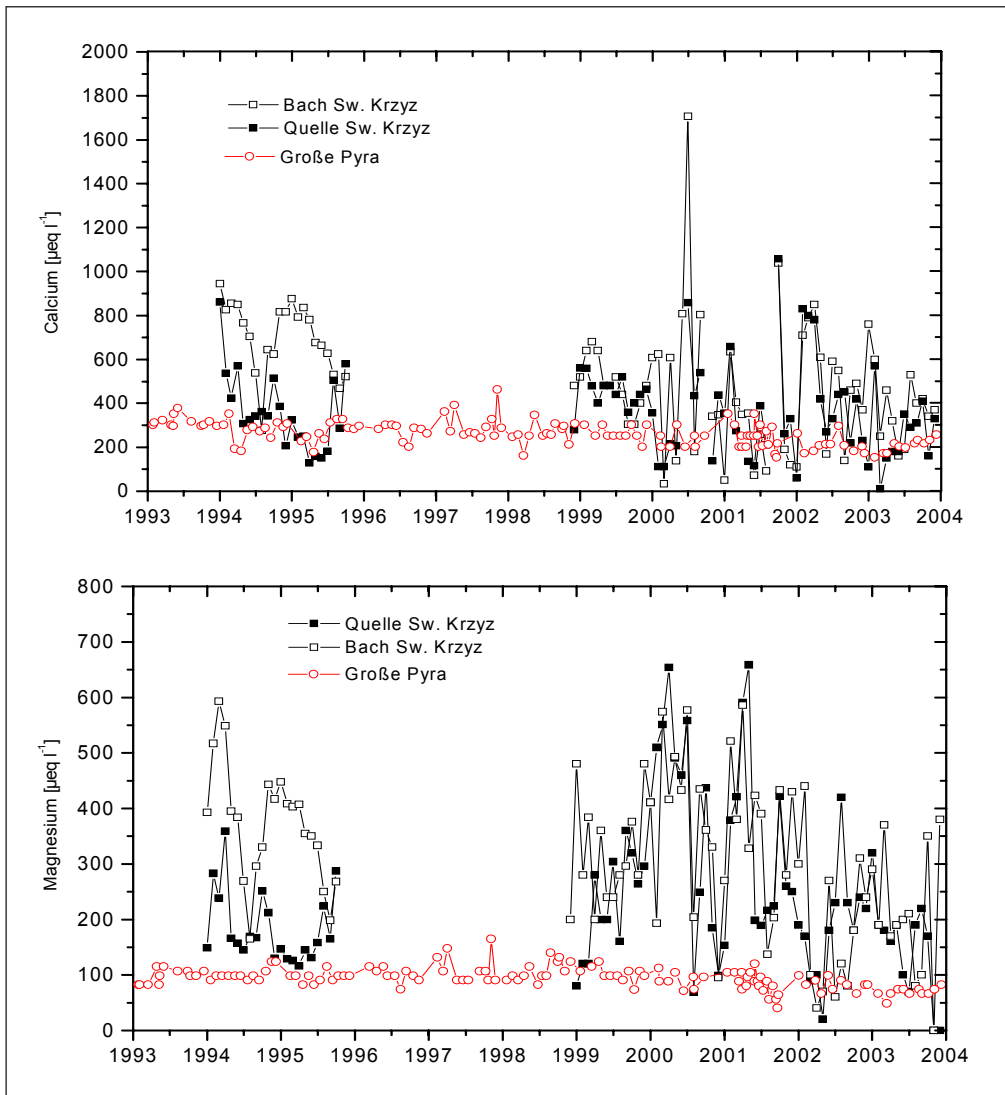 2000
1800
1600
1400
1200
1000
800
600
400
200
0
Calcium [µeq l⁻¹]
Bach Sw. Krzyz
Quelle Sw. Krzyz
Große Pyra
1993 1994 1995 1996 1997 1998 1999 2000 2001 2002 2003 2004
800
700
600
500
400
300
200
100
0
Magnesium [µeq l⁻¹]
Quelle Sw. Krzyz
Bach Sw. Krzyz
Große Pyra
1993 1994 1995 1996 1997 1998 1999 2000 2001 2002 2003 2004